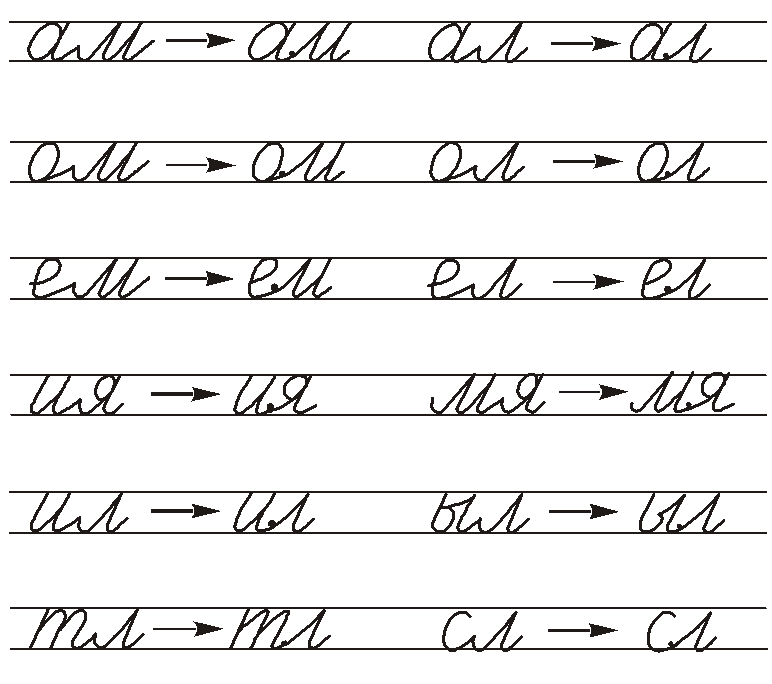 ам → ам ал → ал
ом → ом ол → ол
ем → ем ел → ел
ия → ия мя → мя
ил → ил ыл → ыл
тл → тл сл → сл